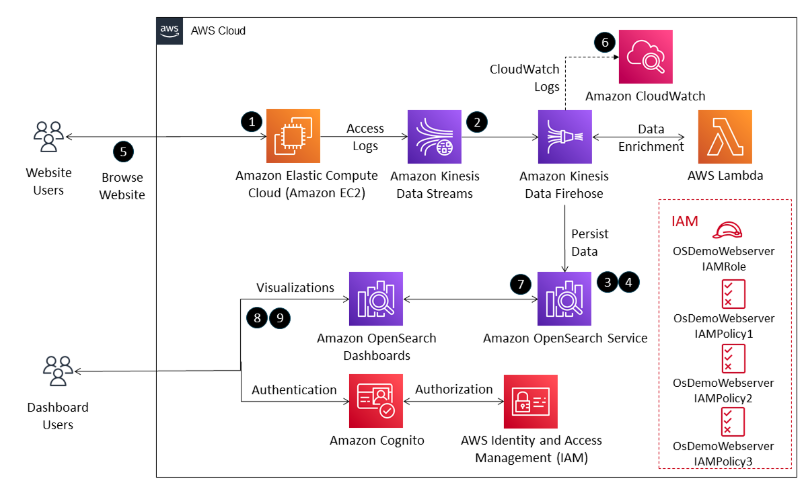 aws
AWS Cloud
6
CloudWatch
Logs
Amazon CloudWatch
1
Access
Logs
2
Data
Enrichment
5
Browse
Website
Website
Users
Amazon Elastic Compute
Cloud (Amazon EC2)
Amazon Kinesis
Data Streams
Amazon Kinesis
Data Firehose
AWS Lambda
Persist
Data
IAM
OSDemoWebserver
IAMRole
OsDemoWebserver
IAMPolicy1
OsDemoWebserver
IAMPolicy2
OsDemoWebserver
IAMPolicy3
Visualizations
8 9
7
3 4
Amazon OpenSearch
Dashboards
Amazon OpenSearch Service
Dashboard
Users
Authentication
Authorization
Amazon Cognito
AWS Identity and Access
Management (IAM)